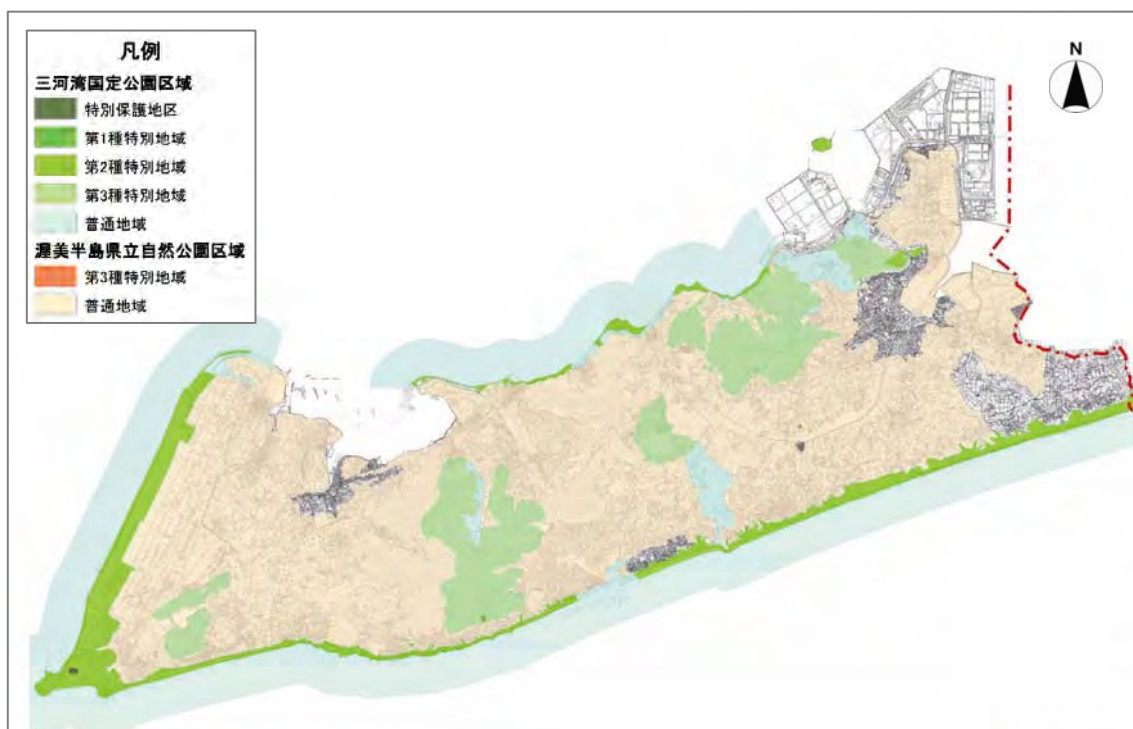 凡例
三河湾国定公園区域
特別保護地区
第1種特別地域
第2種特別地域
第3種特別地域
普通地域
渥美半島県立自然公園区域
第3種特別地域
普通地域
N